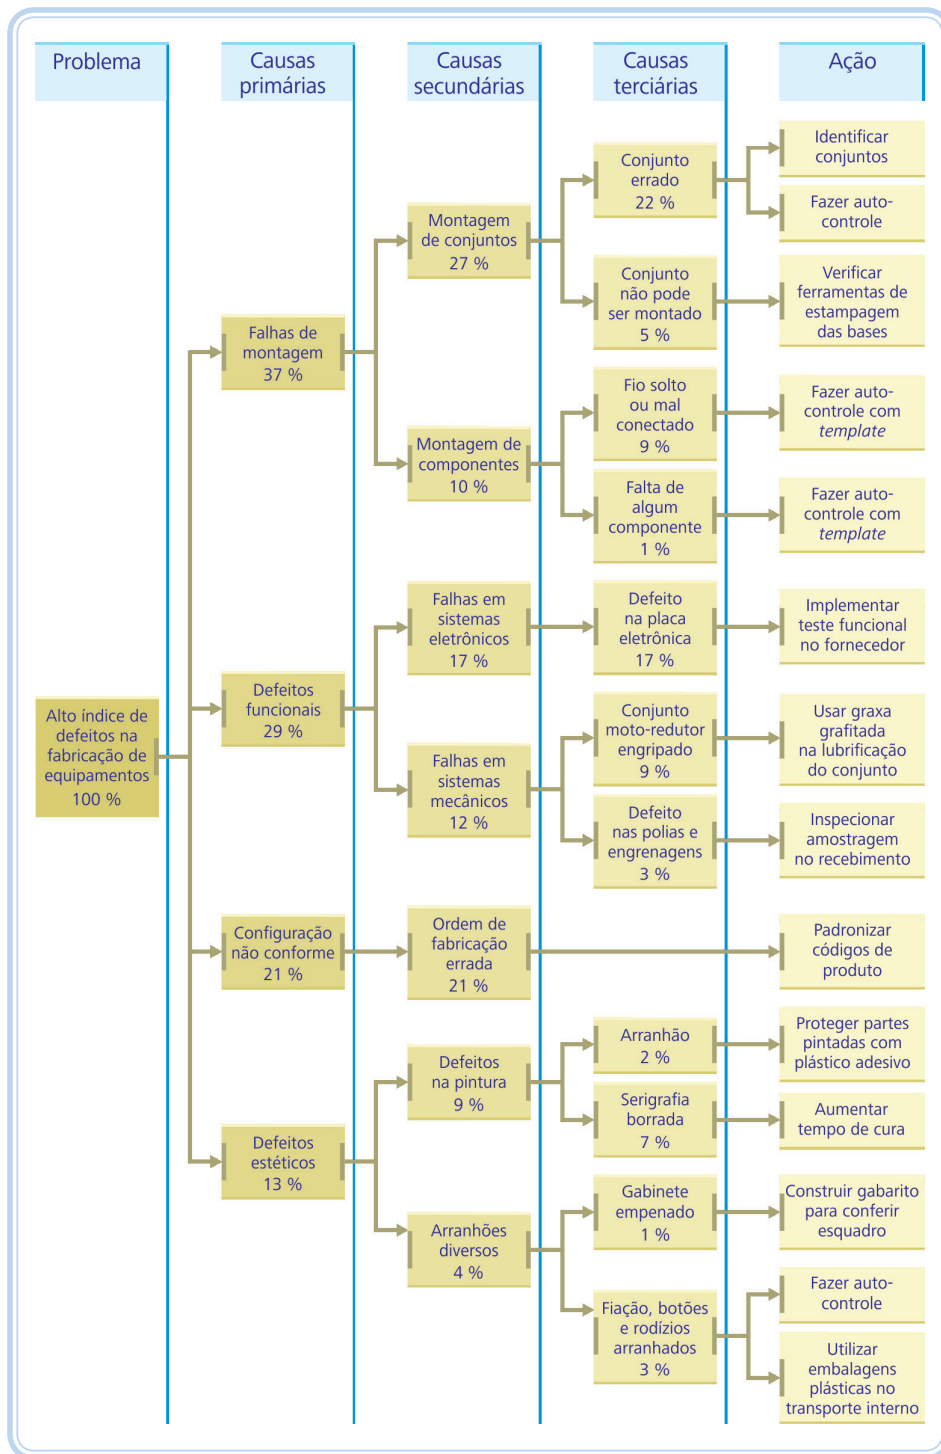 Problema
Causas
primárias
Causas
secundárias
Causas
terciárias
Ação
Alto índice de
defeitos na
fabricação de
equipamentos
100 %
Falhas de
montagem
37 %
Montagem
de conjuntos
27 %
Conjunto
errado
22 %
Identificar
conjuntos
Fazer auto-
controle
Conjunto
não pode
ser montado
5 %
Verificar
ferramentas de
estampagem
das bases
Montagem de
componentes
10 %
Fio solto
ou mal
conectado
9 %
Fazer auto-
controle com
template
Falta de
algum
componente
1 %
Fazer auto-
controle com
template
Defeitos
funcionais
29 %
Falhas em
sistemas
eletrônicos
17 %
Defeito
na placa
eletrônica
17 %
Implementar
teste funcional
no fornecedor
Falhas em
sistemas
mecânicos
12 %
Conjunto
moto-redutor
engripado
9 %
Usar graxa
grafitada
na lubrificação
do conjunto
Defeito
nas polias e
engrenagens
3 %
Inspecionar
amostragem
no recebimento
Configuração
não conforme
21 %
Ordem de
fabricação
errada
21 %
Padronizar
códigos de
produto
Defeitos
estéticos
13 %
Defeitos
na pintura
9 %
Arranhão
2 %
Proteger partes
pintadas com
plástico adesivo
Serigrafia
borrada
7 %
Aumentar
tempo de cura
Arranhões
diversos
4 %
Gabinete
empenado
1 %
Construir gabarito
para conferir
esquadro
Fiação, botões
e rodízios
arranhados
3 %
Fazer auto-
controle
Utilizar
embalagens
plásticas no
transporte interno